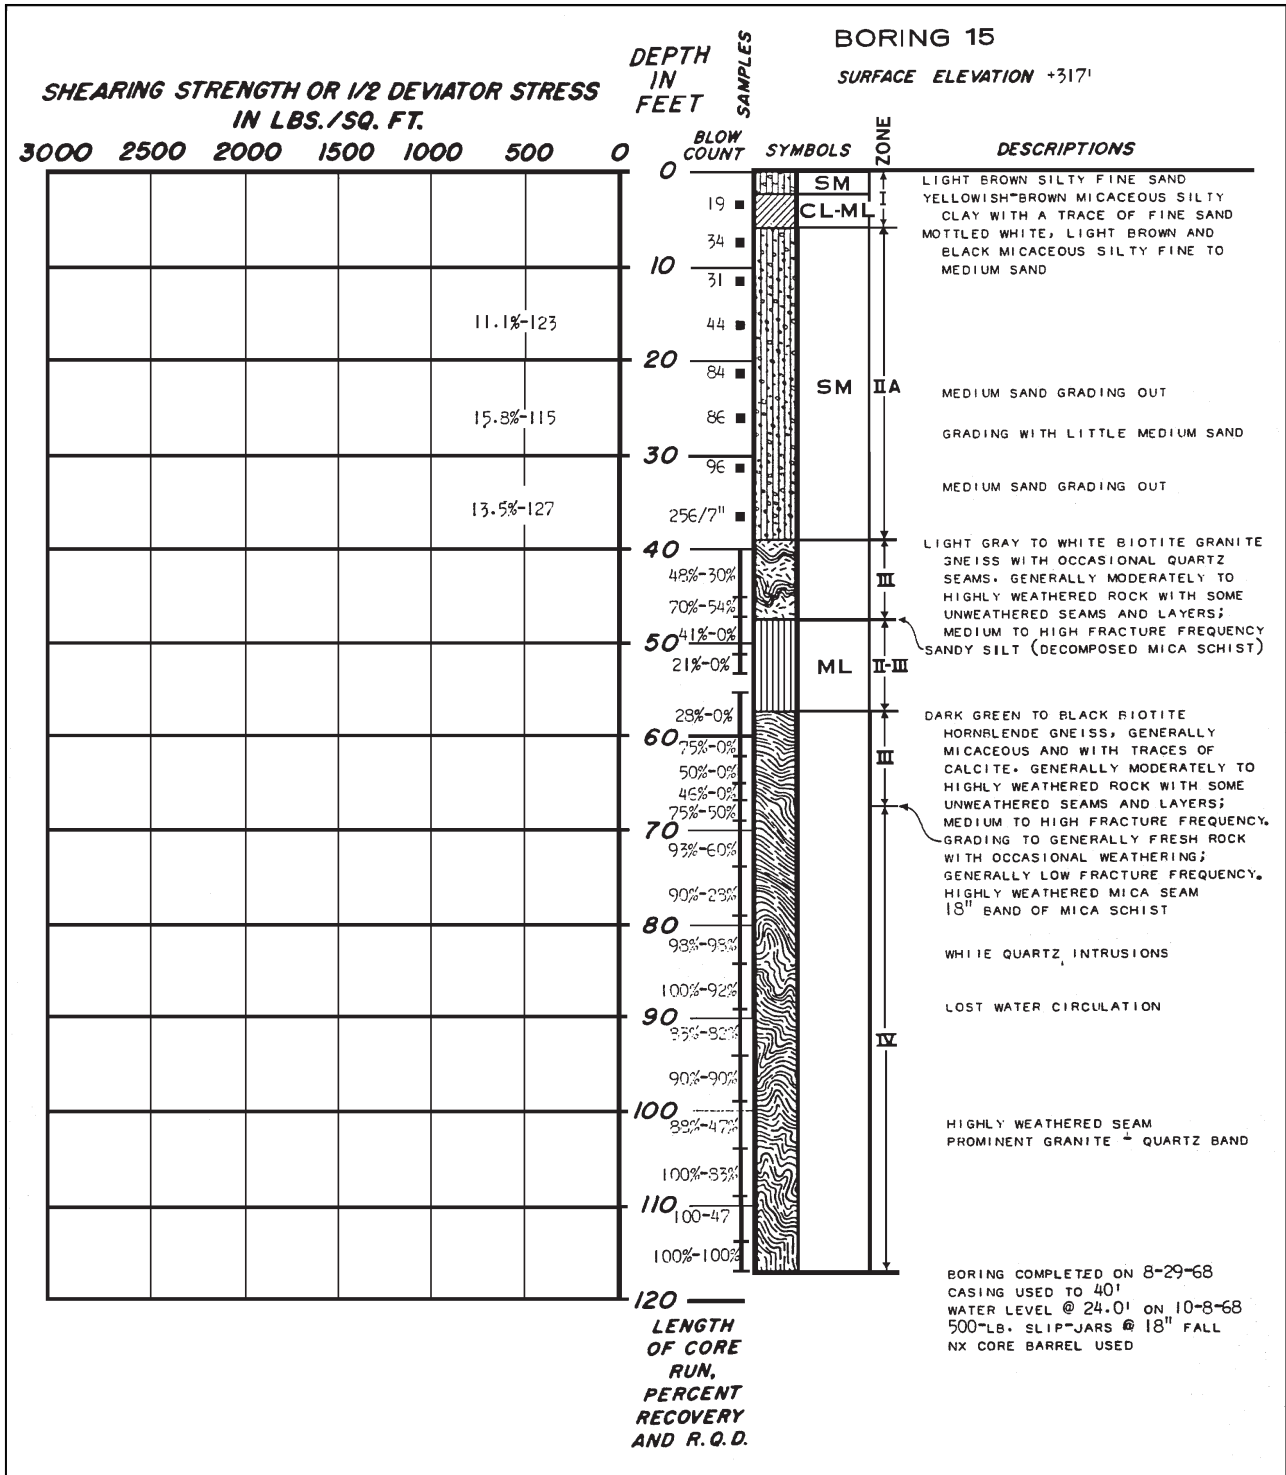 BORING 15
SURFACE ELEVATION +317'
SHEARING STRENGTH OR 1/2 DEVIATOR STRESS
IN LBS./SQ. FT.
3000 2500 2000 1500 1000 500 0
DEPTH
IN
FEET
SAMPLES
BLOW
COUNT
SYMBOLS
ZONE
DESCRIPTIONS
0
SM
I
LIGHT BROWN SILTY FINE SAND
19
CL-ML
YELLOWISH-BROWN MICACEOUS SILTY
CLAY WITH A TRACE OF FINE SAND
34
MOTTLED WHITE, LIGHT BROWN AND
BLACK MICACEOUS SILTY FINE TO
MEDIUM SAND
10
31
11.1%-123
44
20
84
SM
IIA
MEDIUM SAND GRADING OUT
15.8%-115
86
GRADING WITH LITTLE MEDIUM SAND
30
96
MEDIUM SAND GRADING OUT
13.5%-127
256/7"
40
LIGHT GRAY TO WHITE BIOTITE GRANITE
GNEISS WITH OCCASIONAL QUARTZ
SEAMS. GENERALLY MODERATELY TO
HIGHLY WEATHERED ROCK WITH SOME
UNWEATHERED SEAMS AND LAYERS;
MEDIUM TO HIGH FRACTURE FREQUENCY
48%-30%
III
70%-54%
41%-0%
50
SANDY SILT (DECOMPOSED MICA SCHIST)
21%-0%
ML
II-III
28%-0%
60
DARK GREEN TO BLACK BIOTITE
HORNBLENDE GNEISS, GENERALLY
MICACEOUS AND WITH TRACES OF
CALCITE. GENERALLY MODERATELY TO
HIGHLY WEATHERED ROCK WITH SOME
UNWEATHERED SEAMS AND LAYERS;
MEDIUM TO HIGH FRACTURE FREQUENCY.
75%-0%
III
50%-0%
46%-0%
75%-50%
70
GRADING TO GENERALLY FRESH ROCK
WITH OCCASIONAL WEATHERING;
GENERALLY LOW FRACTURE FREQUENCY.
93%-60%
90%-28%
HIGHLY WEATHERED MICA SEAM
18" BAND OF MICA SCHIST
80
98%-98%
WHITE QUARTZ INTRUSIONS
100%-92%
LOST WATER CIRCULATION
90
83%-82%
IV
90%-90%
100
88%-47%
HIGHLY WEATHERED SEAM
PROMINENT GRANITE - QUARTZ BAND
100%-83%
110
100-47
100%-100%
120
BORING COMPLETED ON 8-29-68
CASING USED TO 40'
WATER LEVEL @ 24.0' ON 10-8-68
500-LB. SLIP-JARS @ 18" FALL
NX CORE BARREL USED
LENGTH
OF CORE
RUN,
PERCENT
RECOVERY
AND R.Q.D.